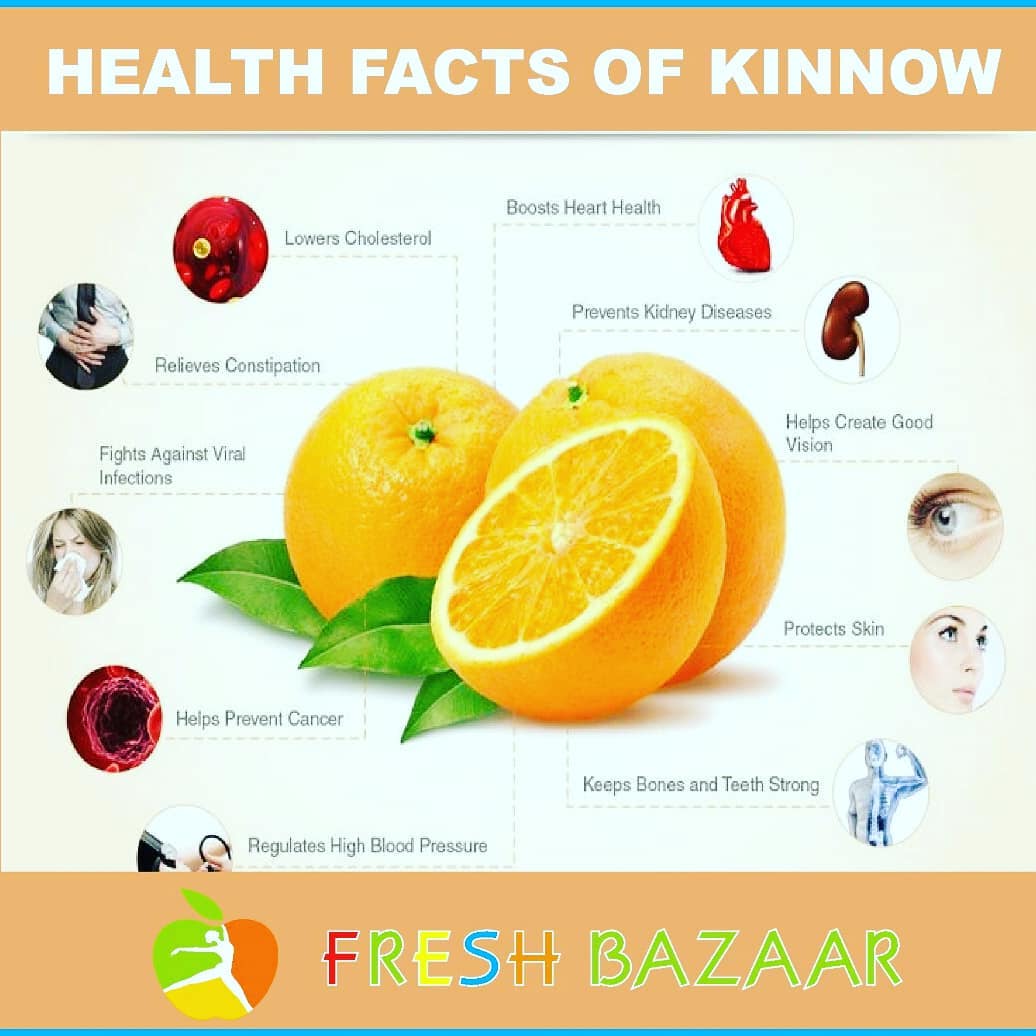 HEALTH FACTS OF KINNOW
Boosts Heart Health
Lowers Cholesterol
Prevents Kidney Diseases
Relieves Constipation
Helps Create Good
Vision
Fights Against Viral
Infections
Protects Skin
Helps Prevent Cancer
Keeps Bones and Teeth Strong
Regulates High Blood Pressure
FRESH BAZAAR